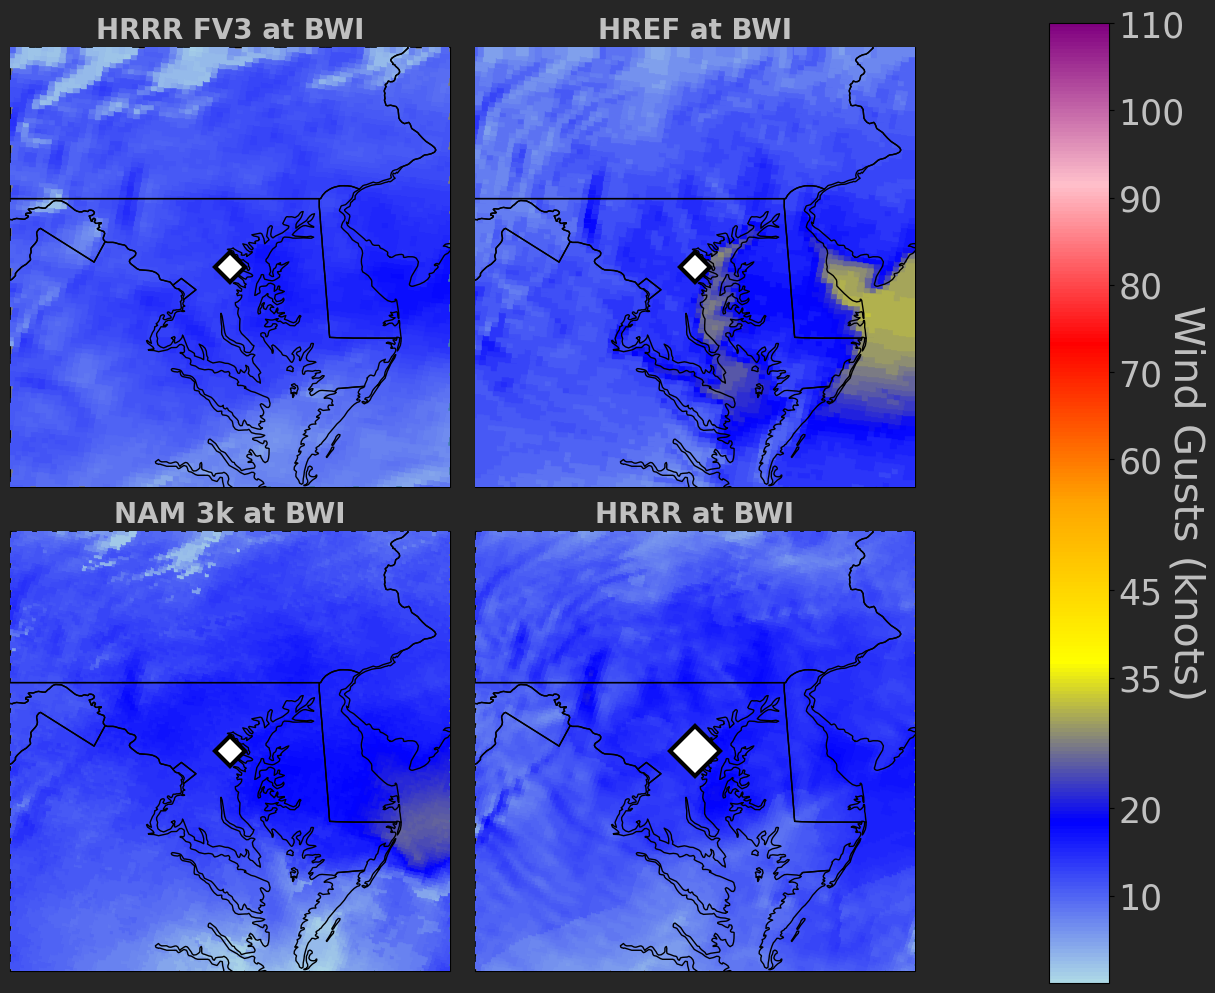 HRRR FV3 at BWI
HREF at BWI
NAM 3k at BWI
HRRR at BWI
110
100
90
80
70
60
45
35
20
10
Wind Gusts (knots)